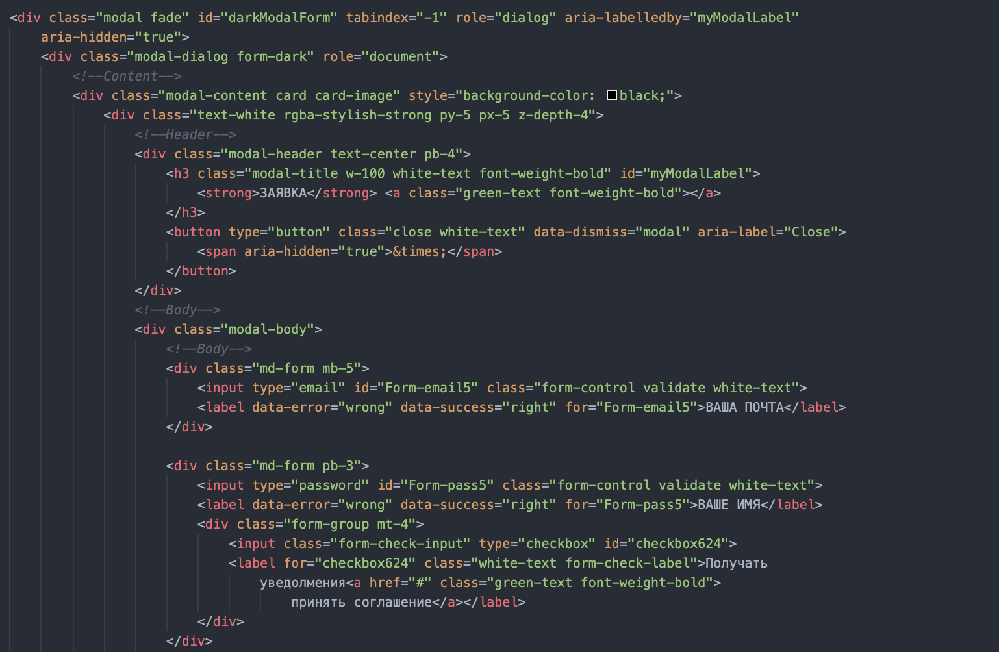 <div class="modal fade" id="darkModalForm" tabindex="-1" role="dialog" aria-labelledby="myModalLabel"
aria-hidden="true">
<div class="modal-dialog form-dark" role="document">
<!--Content-->
<div class="modal-content card card-image" style="background-color: black;">
<div class="text-white rgba-stylish-strong py-5 px-5 z-depth-4">
<!--Header-->
<div class="modal-header text-center pb-4">
<h3 class="modal-title w-100 white-text font-weight-bold" id="myModalLabel">
<strong>ЗАЯВКА</strong> <a class="green-text font-weight-bold"></a>
</h3>
<button type="button" class="close white-text" data-dismiss="modal" aria-label="Close">
<span aria-hidden="true">&times;</span>
</button>
</div>
<!--Body-->
<div class="modal-body">
<!--Body-->
<div class="md-form mb-5">
<input type="email" id="Form-email5" class="form-control validate white-text">
<label data-error="wrong" data-success="right" for="Form-email5">ВАША ПОЧТА</label>
</div>
<div class="md-form pb-3">
<input type="password" id="Form-pass5" class="form-control validate white-text">
<label data-error="wrong" data-success="right" for="Form-pass5">ВАШЕ ИМЯ</label>
<div class="form-group mt-4">
<input class="form-check-input" type="checkbox" id="checkbox624">
<label for="checkbox624" class="white-text form-check-label">Получать
уведолмения<a href="#" class="green-text font-weight-bold">
принять соглашение</a></label>
</div>
</div>